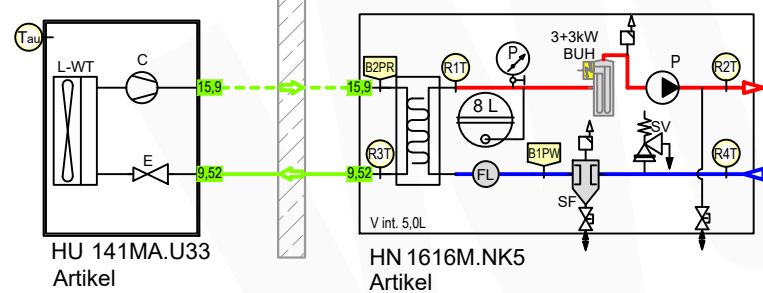 Tau
L-WT
C
15,9
E
9,52
HU 141MA.U33
Artikel
15,9
B2PR
R1T
P
3+3kW
BUH
P
R2T
8 L
9,52
R3T
FL
B1PW
SF
SV
R4T
V int. 5,0L
HN 1616M.NK5
Artikel